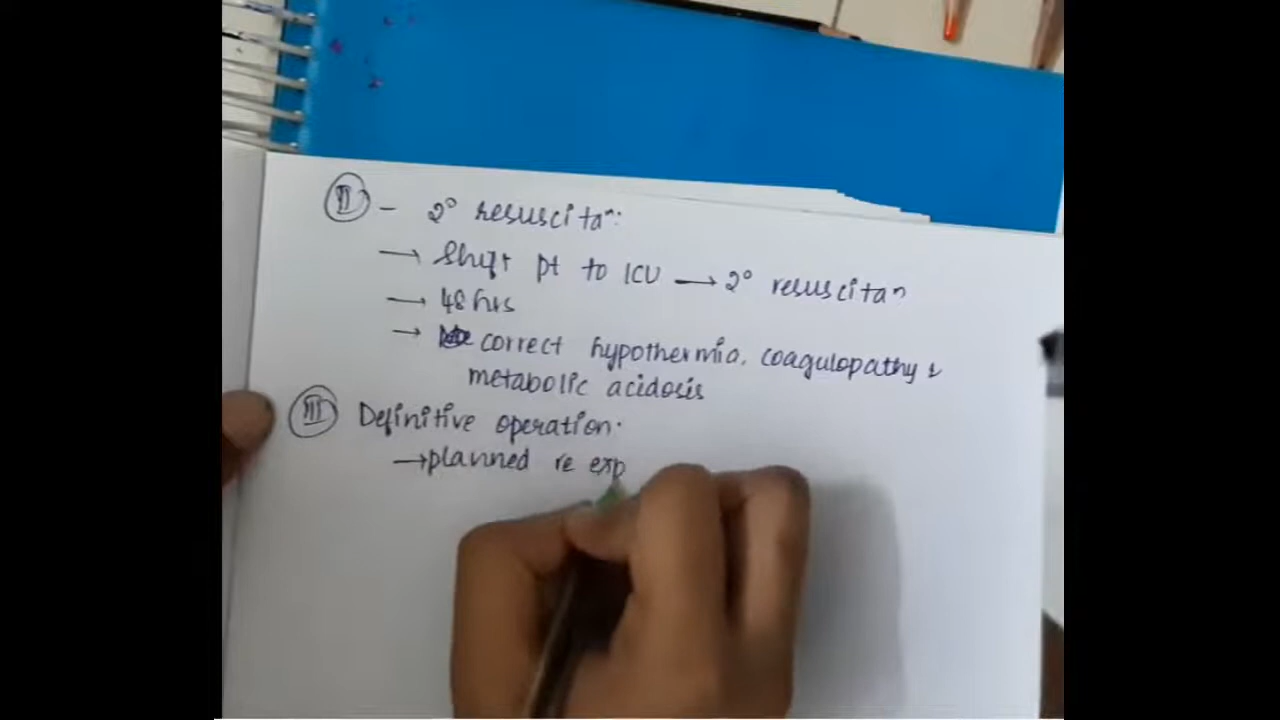 II - 2° resuscitaⁿ:
→ Shift pt to ICU → 2° resuscitaⁿ
→ 48 hrs
→ correct hypothermia, coagulopathy &
metabolic acidosis
III Definitive operation.
→ planned re exp